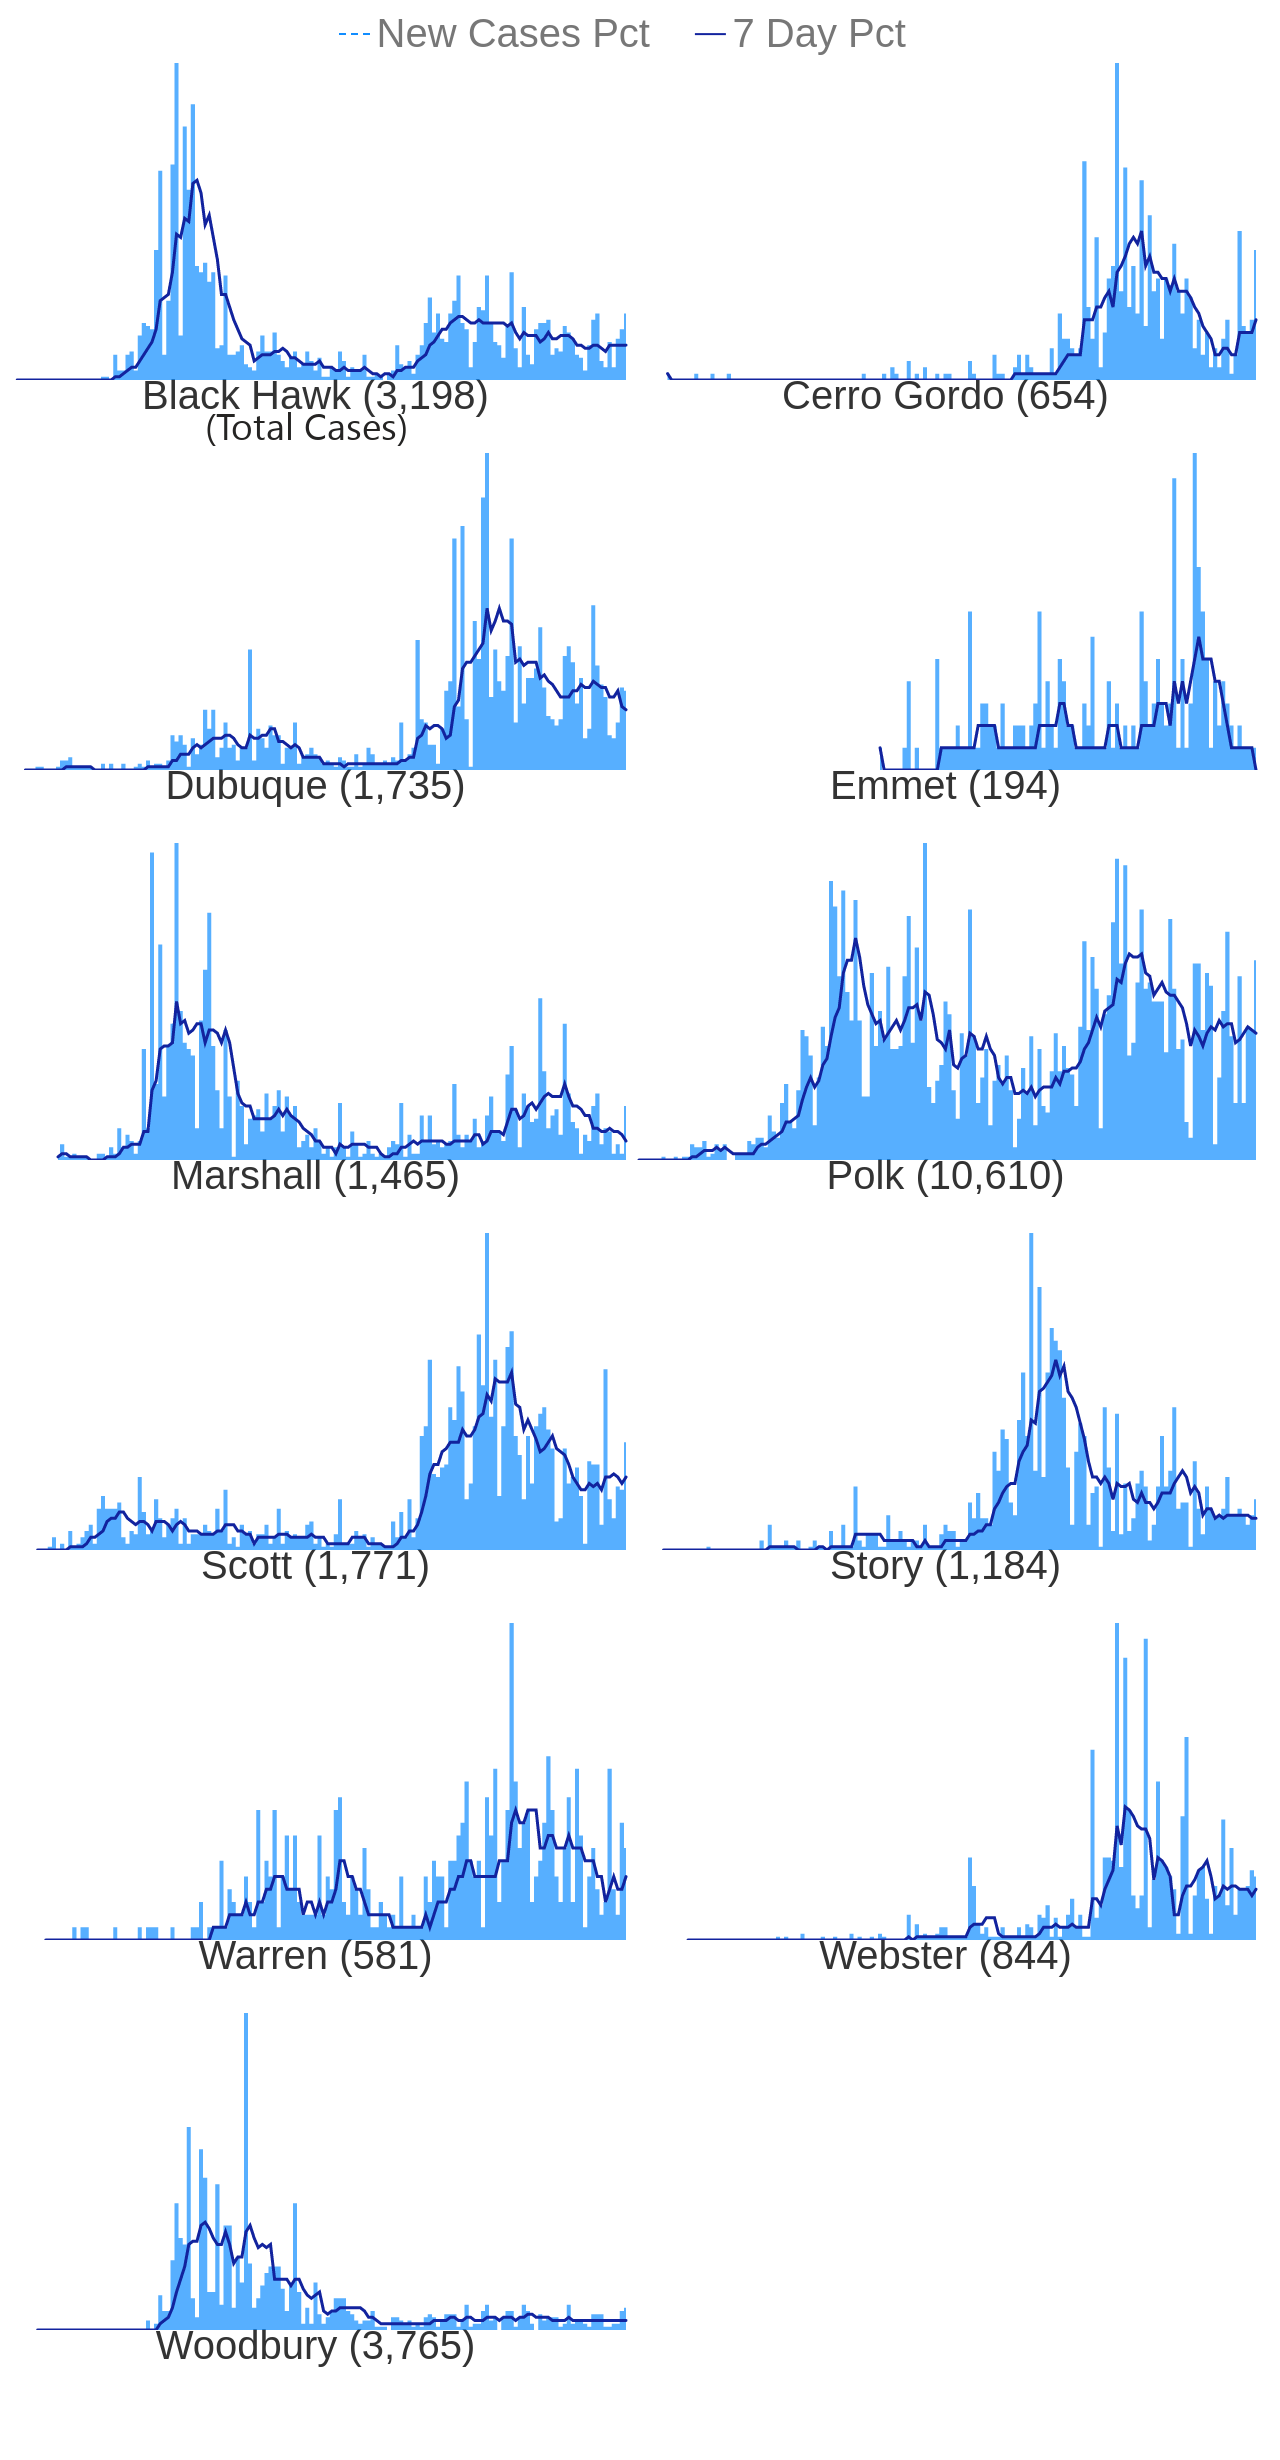 New Cases Pct 7 Day Pct
Black Hawk (3,198) Cerro Gordo (654)
(Total Cases)
Dubuque (1,735) Emmet (194)
Marshall (1,465) Polk (10,610)
Scott (1,771) Story (1,184)
Warren (581) Webster (844)
Woodbury (3,765)